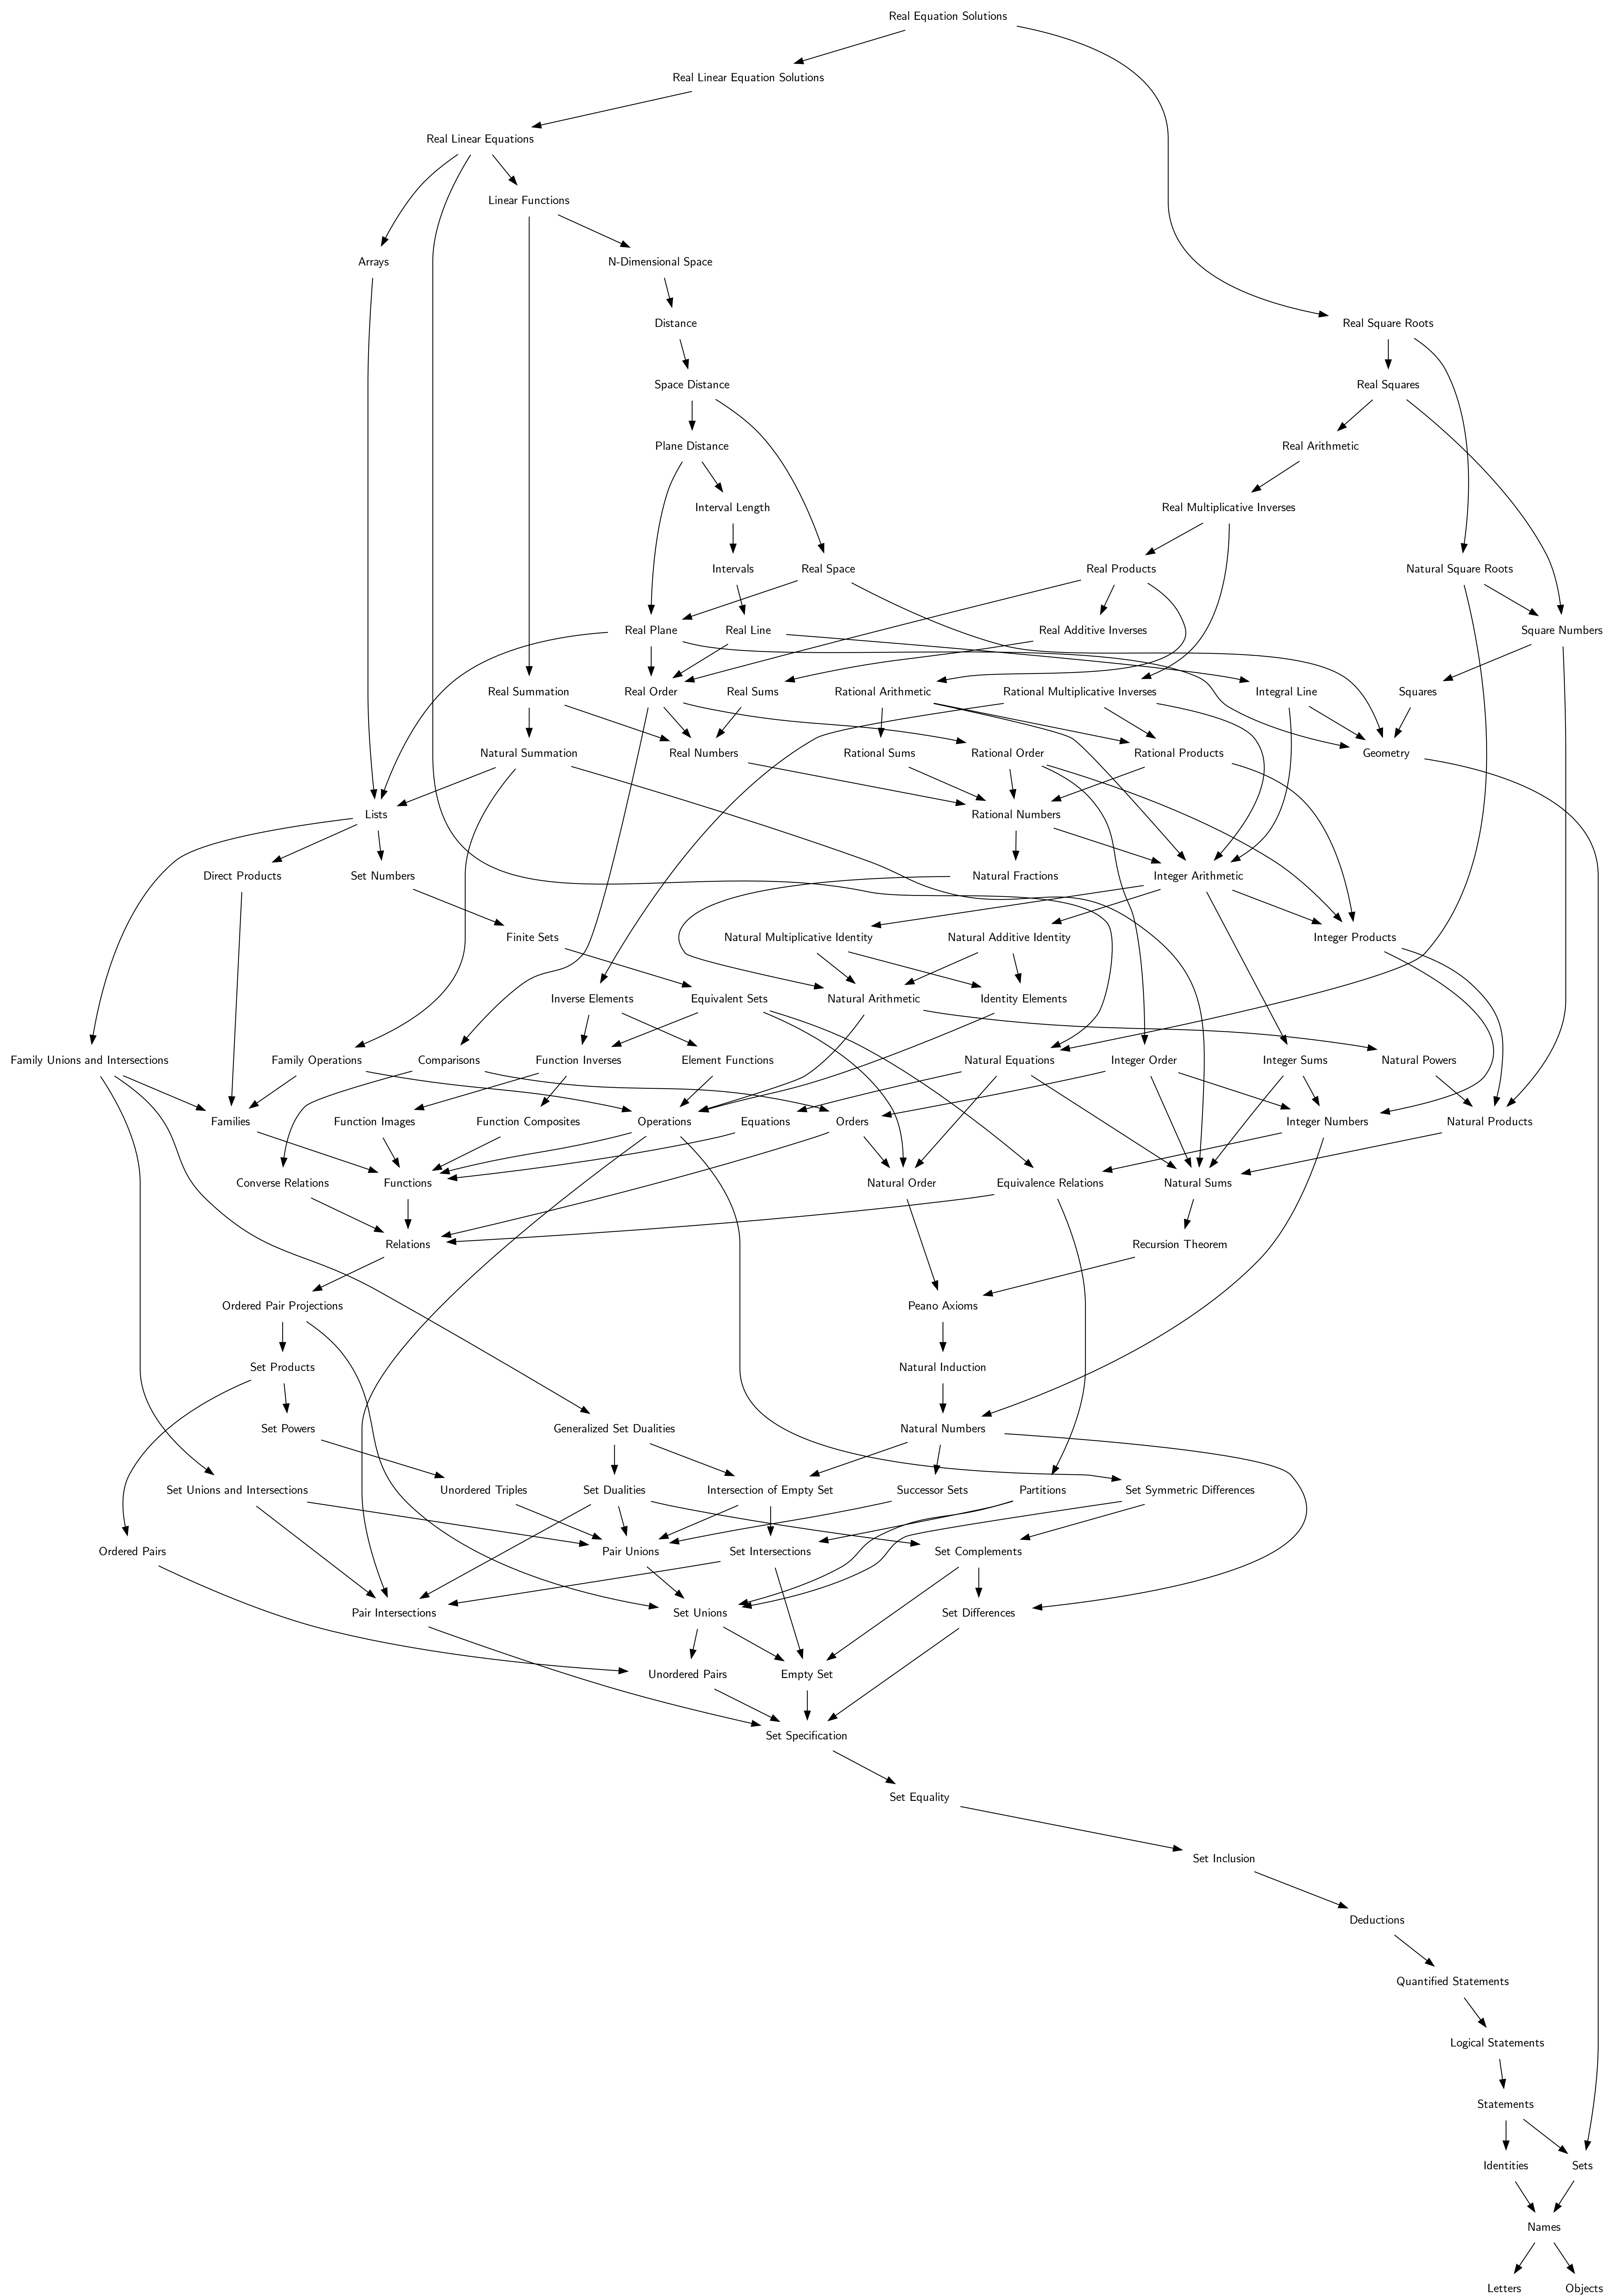 Real Equation Solutions
Real Linear Equation Solutions
Real Linear Equations
Linear Functions
Arrays
N-Dimensional Space
Distance
Real Square Roots
Space Distance
Real Squares
Plane Distance
Real Arithmetic
Interval Length
Real Multiplicative Inverses
Intervals
Real Space
Real Products
Natural Square Roots
Real Plane
Real Line
Real Additive Inverses
Square Numbers
Real Summation
Real Order
Real Sums
Rational Arithmetic
Rational Multiplicative Inverses
Integral Line
Squares
Natural Summation
Real Numbers
Rational Sums
Rational Order
Rational Products
Geometry
Lists
Rational Numbers
Direct Products
Set Numbers
Natural Fractions
Integer Arithmetic
Finite Sets
Natural Multiplicative Identity
Natural Additive Identity
Integer Products
Inverse Elements
Equivalent Sets
Natural Arithmetic
Identity Elements
Family Unions and Intersections
Family Operations
Comparisons
Function Inverses
Element Functions
Natural Equations
Integer Order
Integer Sums
Natural Powers
Families
Function Images
Function Composites
Operations
Equations
Orders
Integer Numbers
Natural Products
Converse Relations
Functions
Natural Order
Equivalence Relations
Natural Sums
Relations
Recursion Theorem
Ordered Pair Projections
Peano Axioms
Set Products
Natural Induction
Set Powers
Generalized Set Dualities
Natural Numbers
Set Unions and Intersections
Unordered Triples
Set Dualities
Intersection of Empty Set
Successor Sets
Partitions
Set Symmetric Differences
Ordered Pairs
Pair Unions
Set Intersections
Set Complements
Pair Intersections
Set Unions
Set Differences
Unordered Pairs
Empty Set
Set Specification
Set Equality
Set Inclusion
Deductions
Quantified Statements
Logical Statements
Statements
Identities
Sets
Names
Letters
Objects